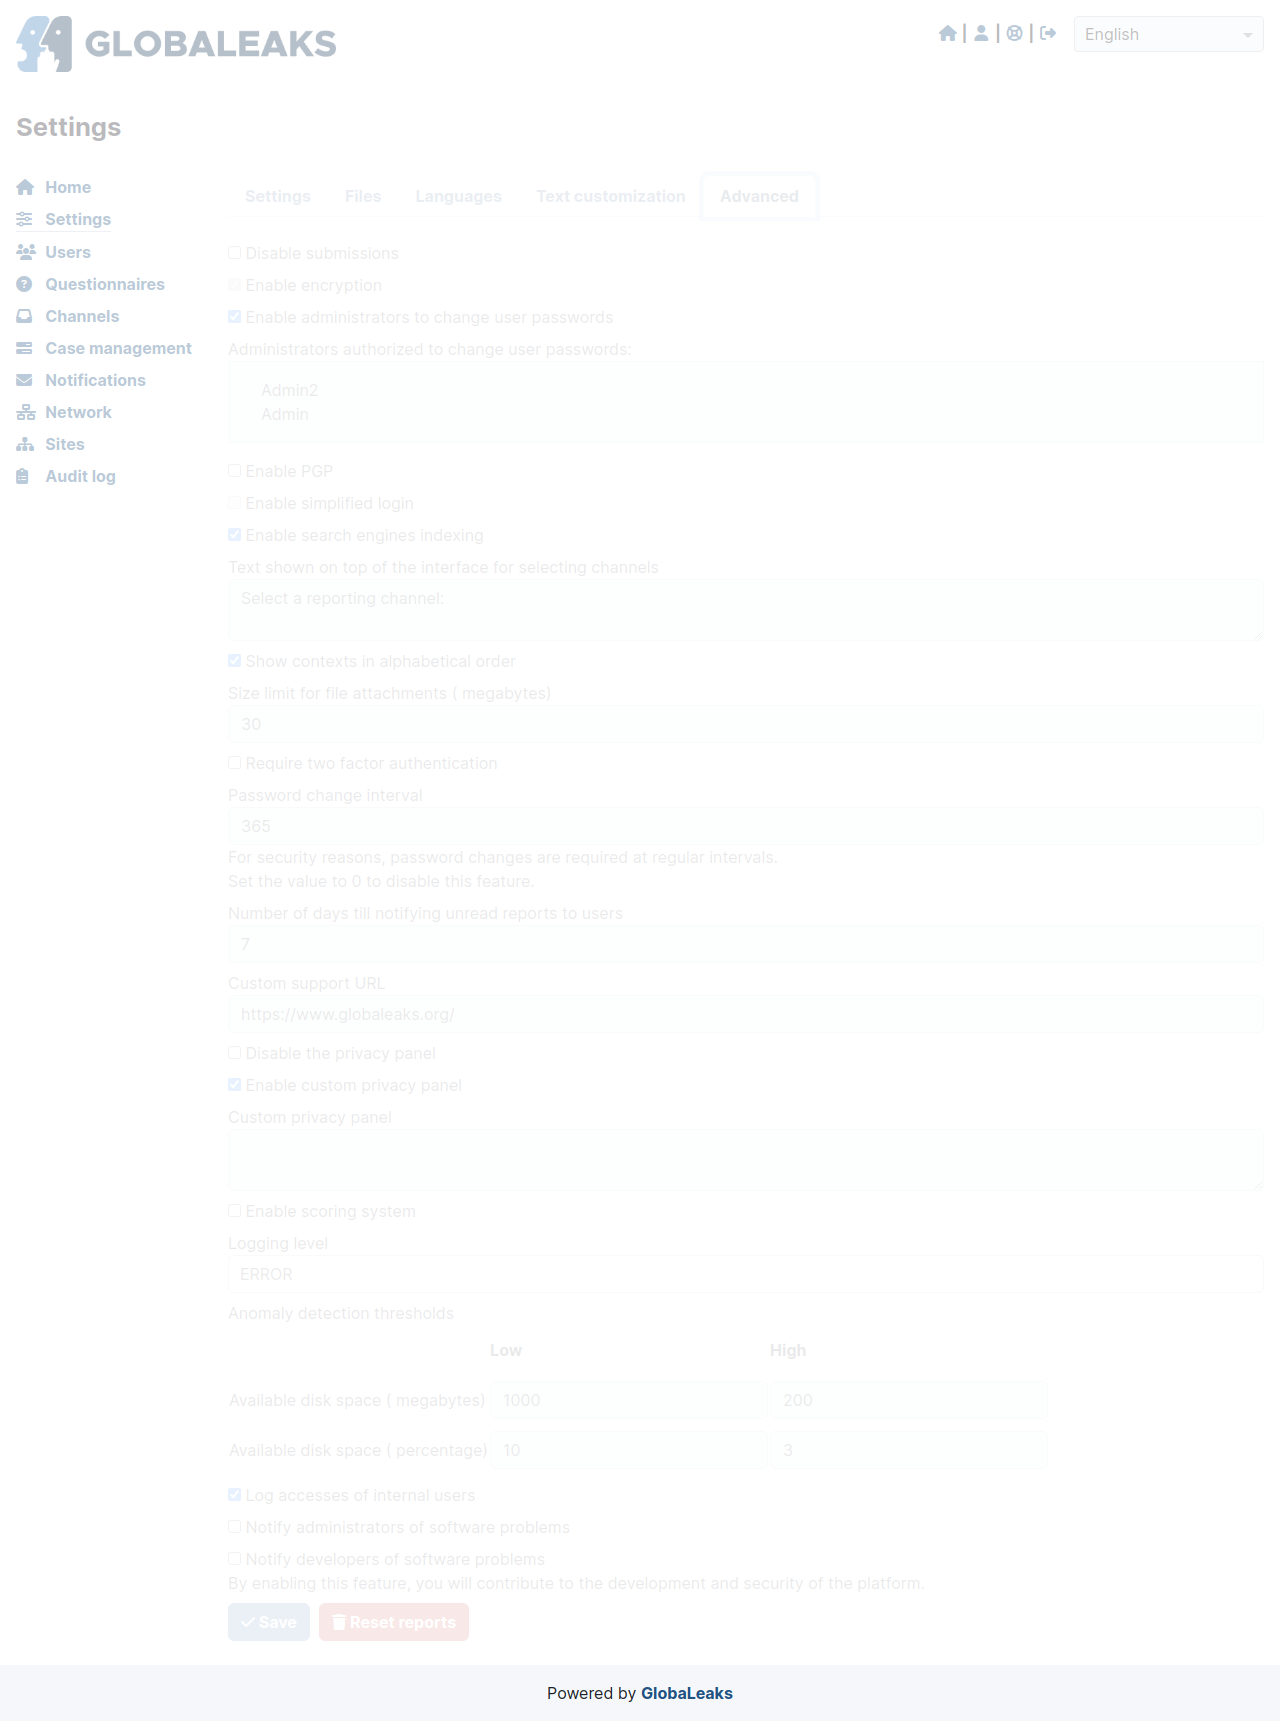 GLOBALEAKS
English
Settings
Home
Settings
Users
Questionnaires
Channels
Case management
Notifications
Network
Sites
Audit log
Settings Files Languages Text customization Advanced
Disable submissions
Enable encryption
Enable administrators to change user passwords
Administrators authorized to change user passwords:
Admin2
Admin
Enable PGP
Enable simplified login
Enable search engines indexing
Text shown on top of the interface for selecting channels
Select a reporting channel:
Show contexts in alphabetical order
Size limit for file attachments ( megabytes)
30
Require two factor authentication
Password change interval
365
For security reasons, password changes are required at regular intervals.
Set the value to 0 to disable this feature.
Number of days till notifying unread reports to users
7
Custom support URL
https://www.globaleaks.org/
Disable the privacy panel
Enable custom privacy panel
Custom privacy panel
Enable scoring system
Logging level
ERROR
Anomaly detection thresholds
Low High
Available disk space ( megabytes) 1000 200
Available disk space ( percentage) 10 3
Log accesses of internal users
Notify administrators of software problems
Notify developers of software problems
By enabling this feature, you will contribute to the development and security of the platform.
Save Reset reports
Powered by GlobaLeaks